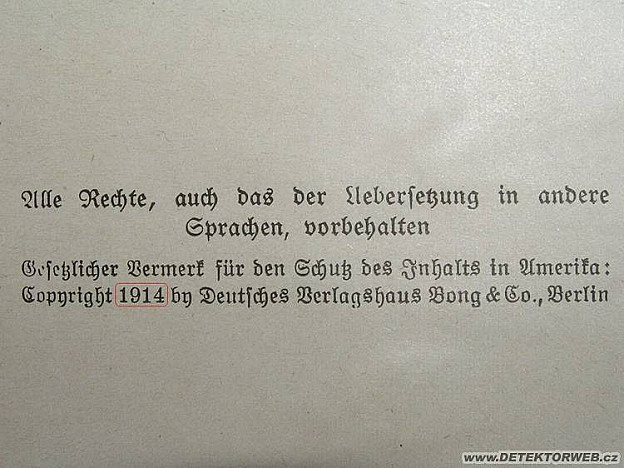 Alle Rechte, auch das der Uebersetzung in andere
Sprachen, vorbehalten
Gesetzlicher Vermerk für den Schutz des Inhalts in Amerika:
Copyright 1914 by Deutsches Verlagshaus Bong & Co., Berlin
www.DETEKTORWEB.cz